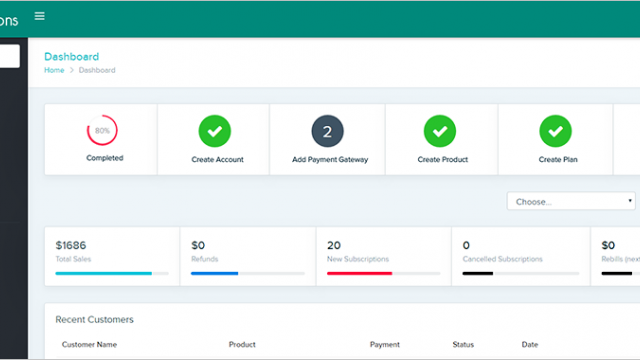 ons
Dashboard
Home > Dashboard
80%
Completed
Create Account
2
Add Payment Gateway
Create Product
Create Plan
Choose...
$1686
Total Sales
$0
Refunds
20
New Subscriptions
0
Cancelled Subscriptions
$0
Rebills (nex
Recent Customers
Customer Name Product Payment Status Date